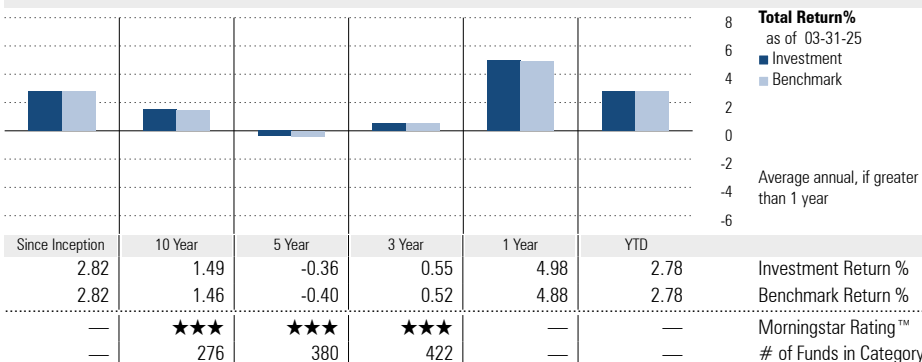 8
6
4
2
0
-2
-4
-6
Total Return%
as of 03-31-25
Investment
Benchmark
Average annual, if greater
than 1 year
Since Inception 10 Year 5 Year 3 Year 1 Year YTD
2.82 1.49 -0.36 0.55 4.98 2.78 Investment Return %
2.82 1.46 -0.40 0.52 4.88 2.78 Benchmark Return %
— ★★★ ★★★ ★★★ — — Morningstar Rating™
— 276 380 422 — — # of Funds in Category